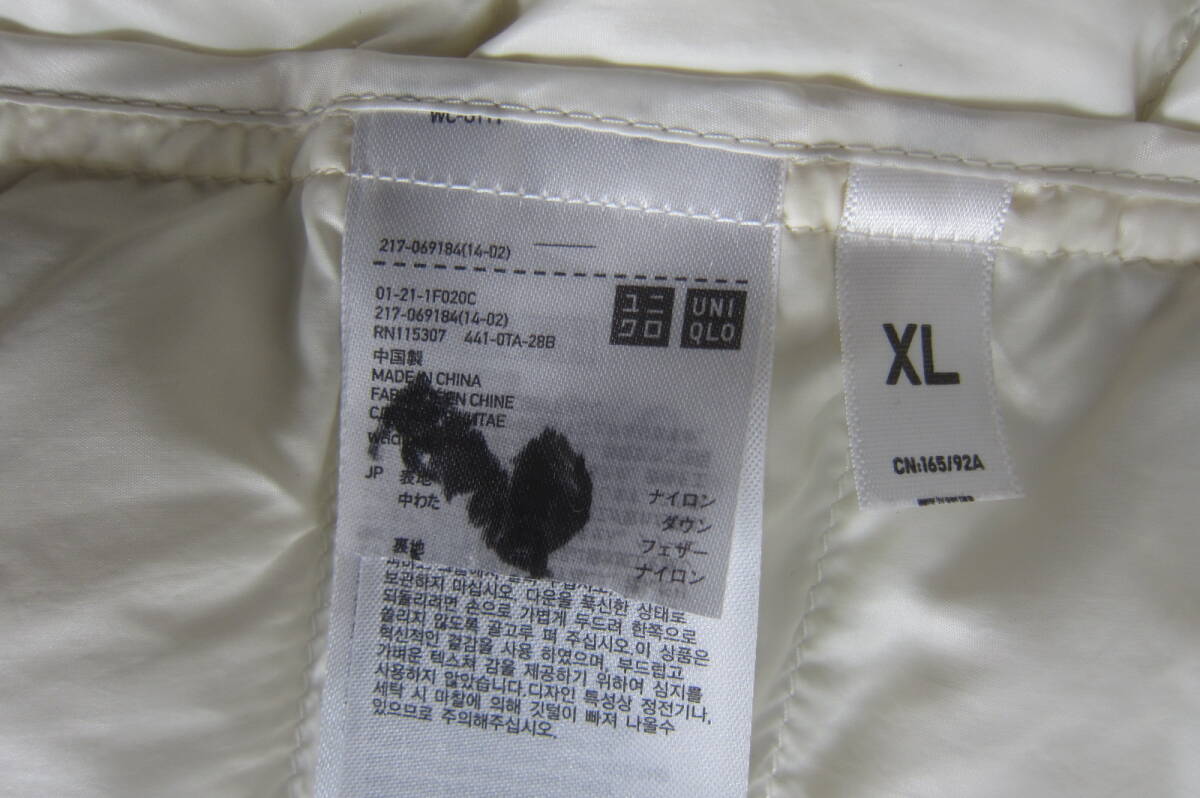 217-069184(14-02)
01-21-1F020C
217-069184(14-02)
RN115307 441-0TA-28B
ユニ
クロ
UNI
QLO
中国製
MADE IN CHINA
EN CHINE
JP 表地 ナイロン
中わた ダウン
フェザー
裏地 ナイロン
보관하지 마십시오. 다운을 푹신한 상태로
되돌리려면 손으로 가볍게 두드려 한쪽으로
쏠리지 않도록 골고루 펴 주십시오.이 상품은
혁신적인 겉감을 사용 하였으며, 부드럽고
가벼운 텍스쳐 감을 제공하기 위하여 심지를
사용하지 않았습니다.디자인 특성상 정전기나,
세탁 시 마찰에 의해 깃털이 빠져 나올수
있으므로 주의해주십시오.
XL
CN:165/92A